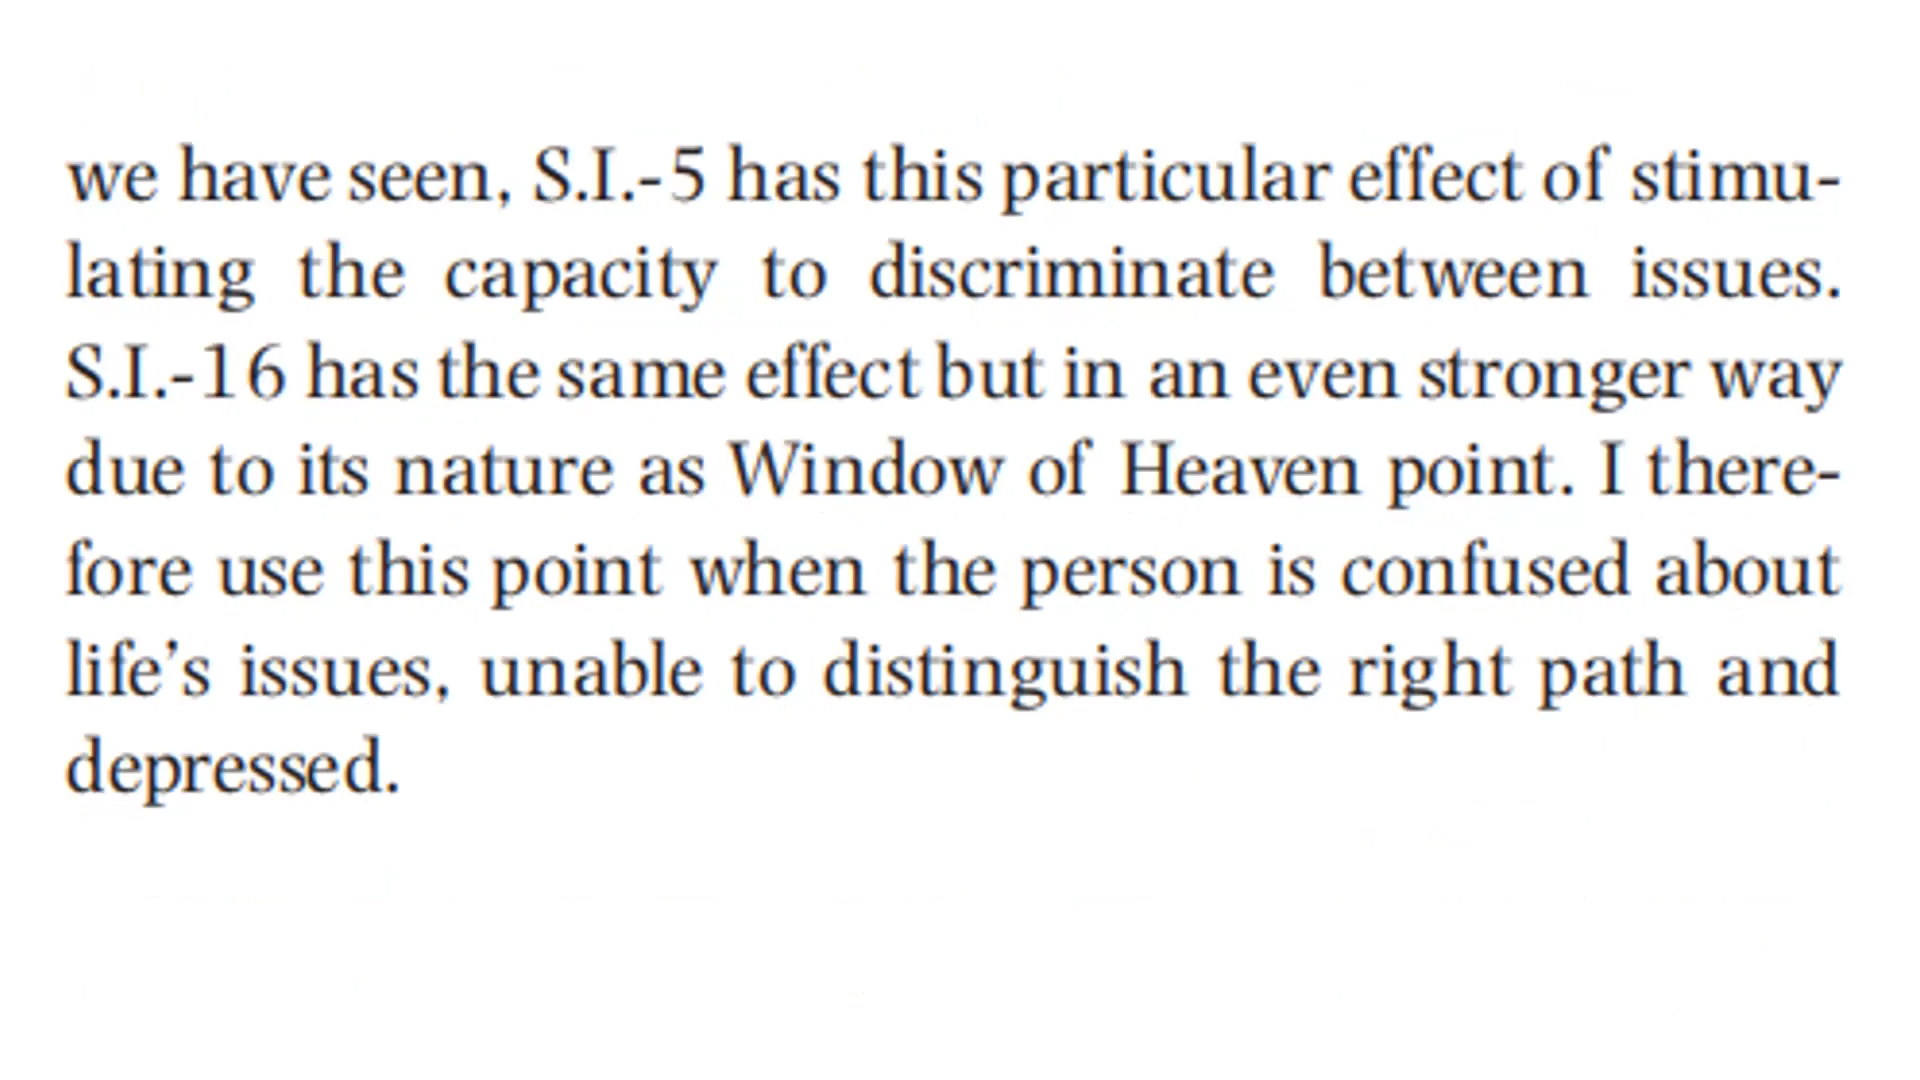 we have seen, S.I.-5 has this particular effect of stimu-
lating the capacity to discriminate between issues.
S.I.-16 has the same effect but in an even stronger way
due to its nature as Window of Heaven point. I there-
fore use this point when the person is confused about
life’s issues, unable to distinguish the right path and
depressed.